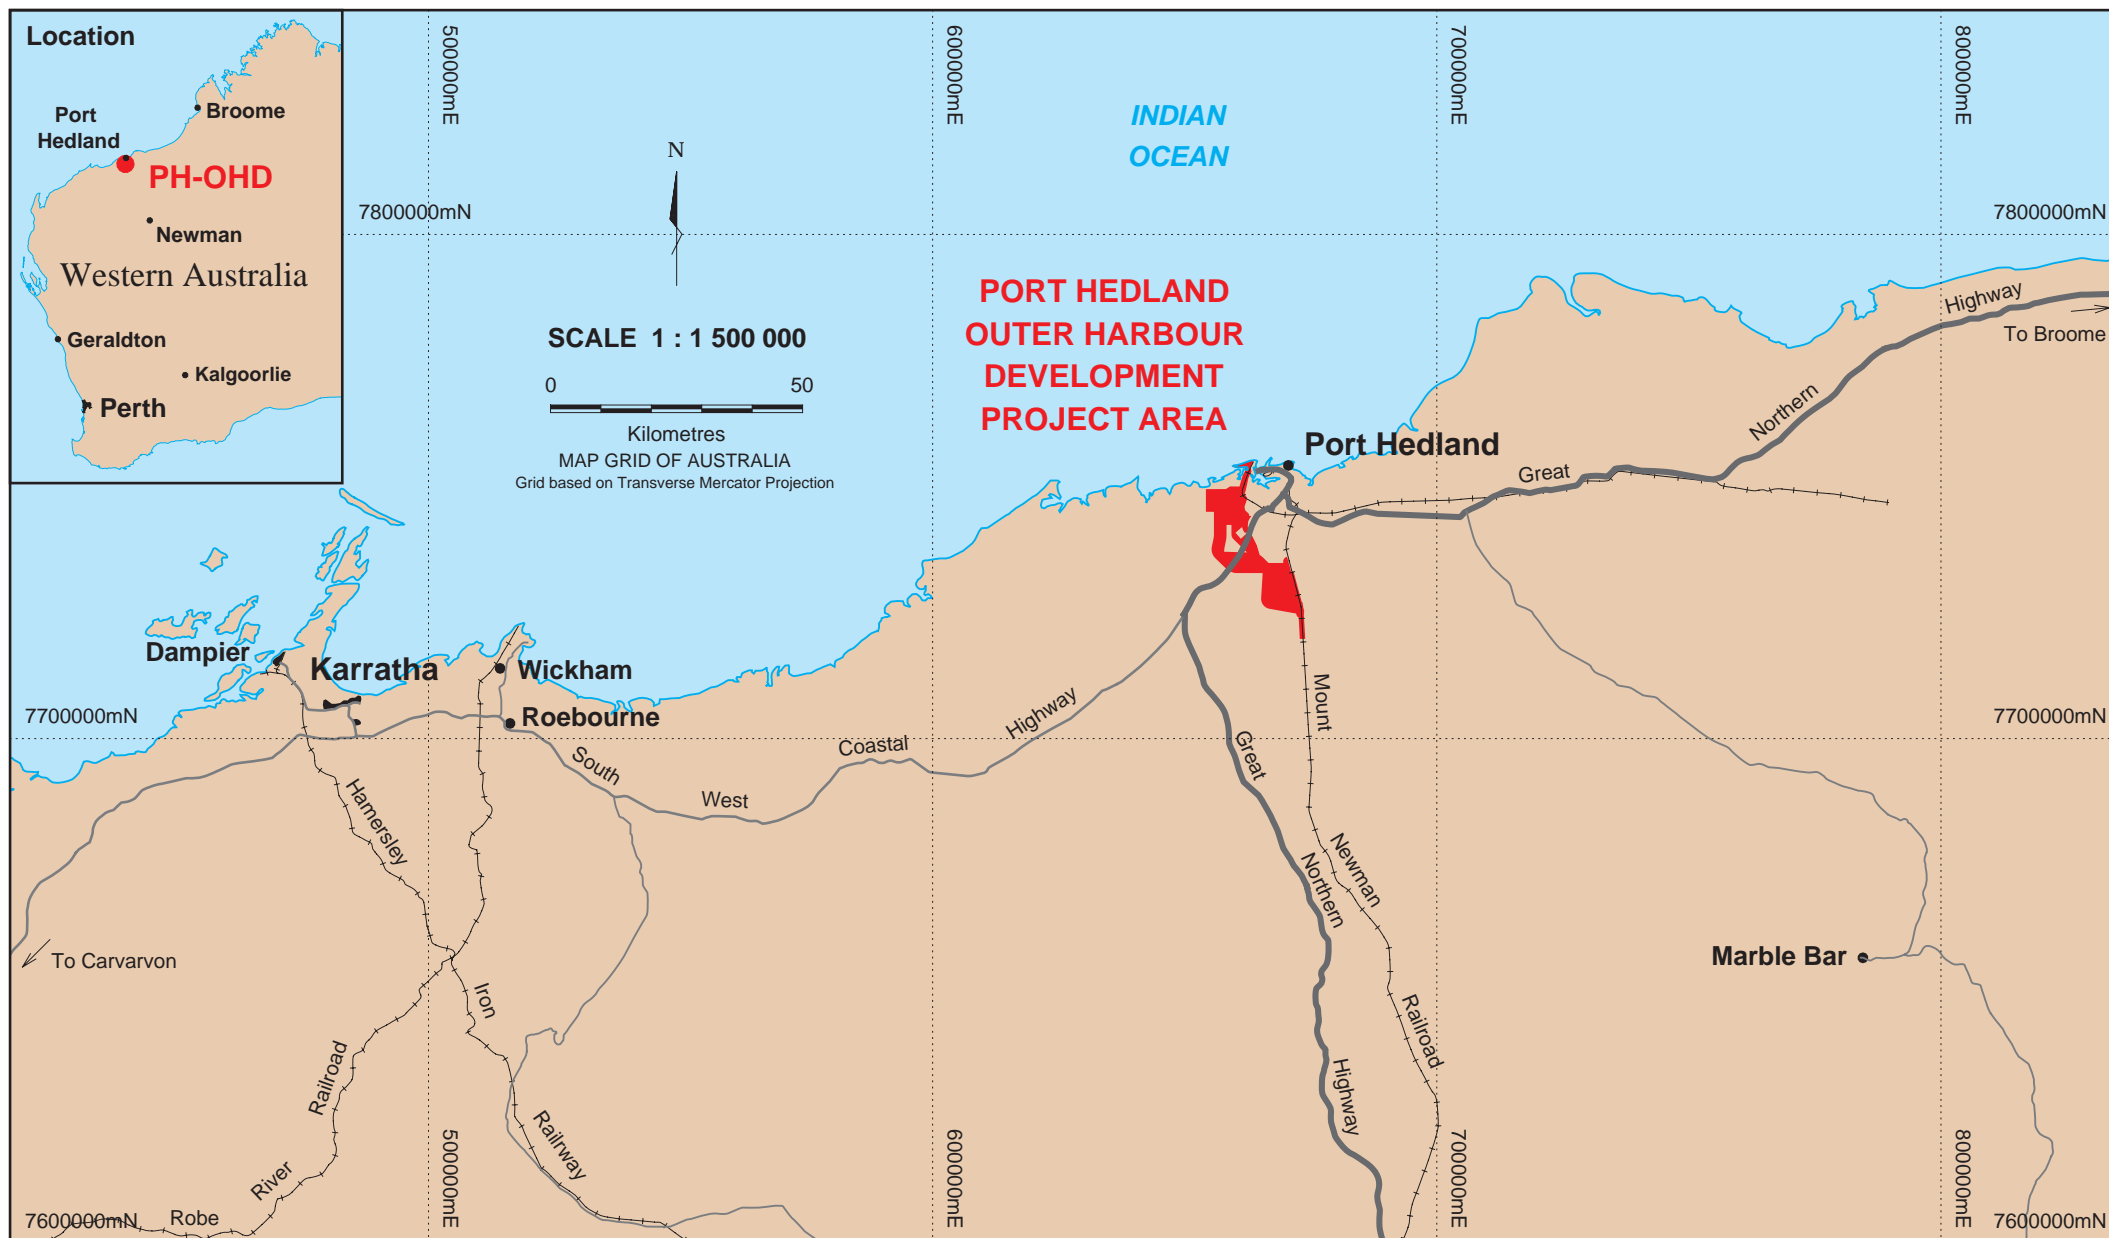 Location
Broome
Port
Hedland
PH-OHD
Newman
Western Australia
Geraldton
Kalgoorlie
Perth
500000mE
600000mE
700000mE
800000mE
INDIAN
OCEAN
N
7800000mN
7800000mN
SCALE 1 : 1 500 000
0 50
Kilometres
MAP GRID OF AUSTRALIA
Grid based on Transverse Mercator Projection
PORT HEDLAND
OUTER HARBOUR
DEVELOPMENT
PROJECT AREA
Highway
To Broome
Northern
Great
Port Hedland
Dampier
Karratha
Wickham
Roebourne
7700000mN
7700000mN
South
West
Coastal
Highway
Great
Northern
Highway
Mount
Newman
Railroad
Hamersley
Iron
Railway
To Carvarvon
Marble Bar
Railroad
River
Robe
7600000mN
500000mE
600000mE
700000mE
800000mE
7600000mN